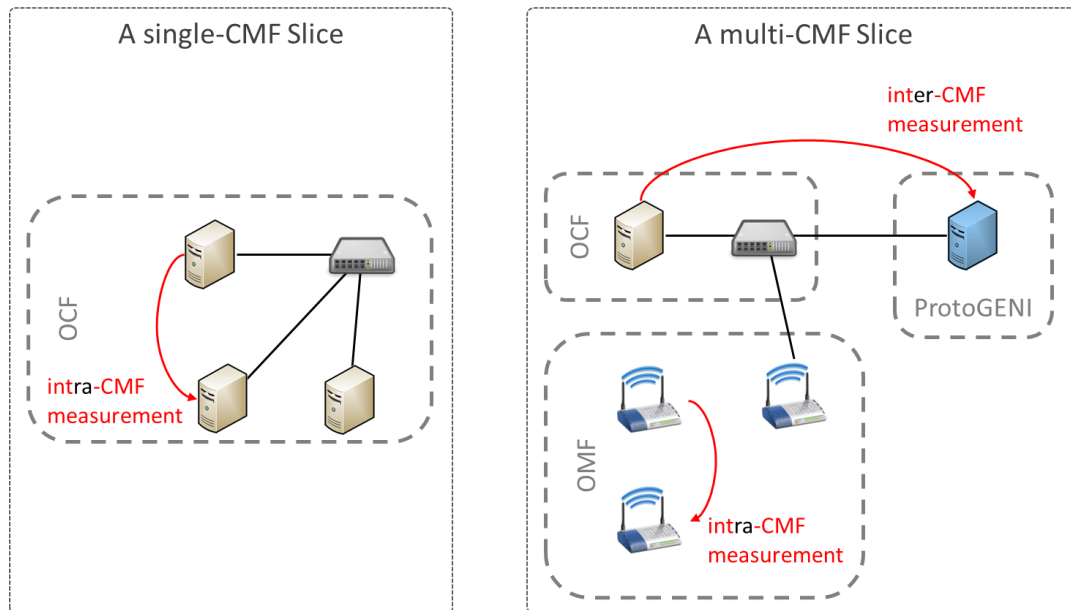 A single-CMF Slice
OCF
intra-CMF
measurement
A multi-CMF Slice
inter-CMF
measurement
OCF
ProtoGENI
OMF
intra-CMF
measurement